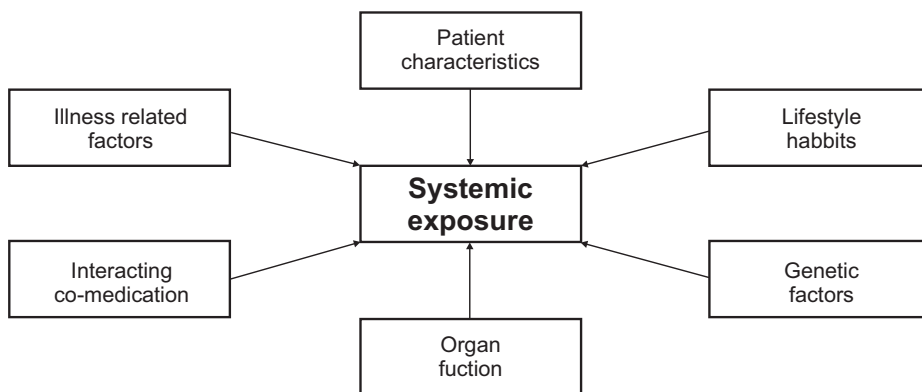 Patient
characteristics
Illness related
factors
Lifestyle
habbits
Systemic
exposure
Interacting
co-medication
Genetic
factors
Organ
fuction